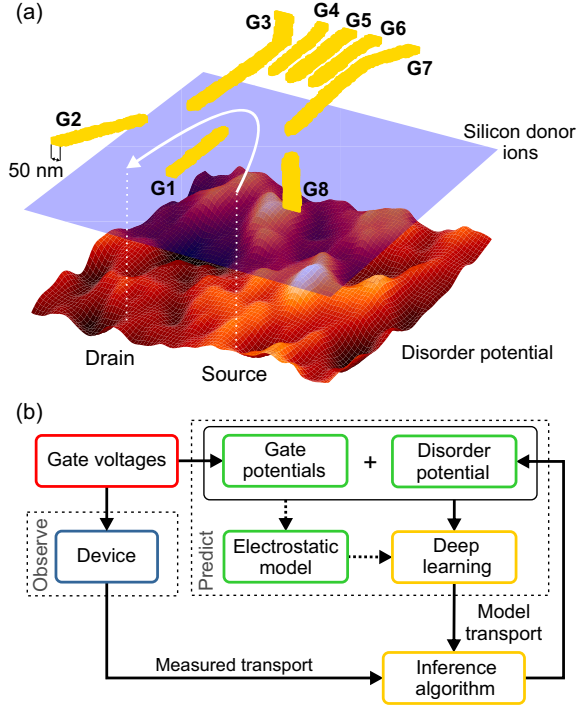 (a)
G3
G4
G5
G6
G7
G2
50 nm
G1
G8
Silicon donor
ions
Drain
Source
Disorder potential
(b)
Gate voltages
Gate
potentials
+
Disorder
potential
Observe
Device
Predict
Electrostatic
model
Deep
learning
Model
transport
Measured transport
Inference
algorithm